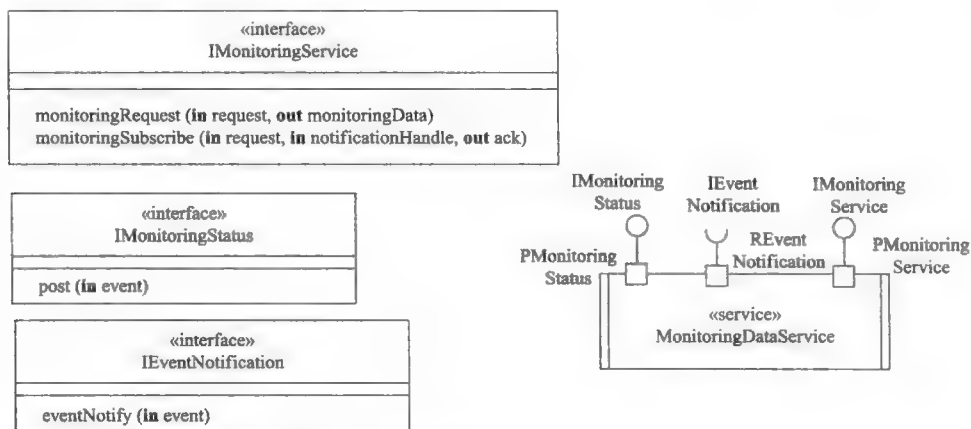 «interface»
IMonitoringService
monitoringRequest (in request, out monitoringData)
monitoringSubscribe (in request, in notificationHandle, out ack)
«interface»
IMonitoringStatus
post (in event)
«interface»
IEventNotification
eventNotify (in event)
IMonitoring
Status
IEvent
Notification
IMonitoring
Service
PMonitoring
Status
REvent
Notification
PMonitoring
Service
«service»
MonitoringDataService